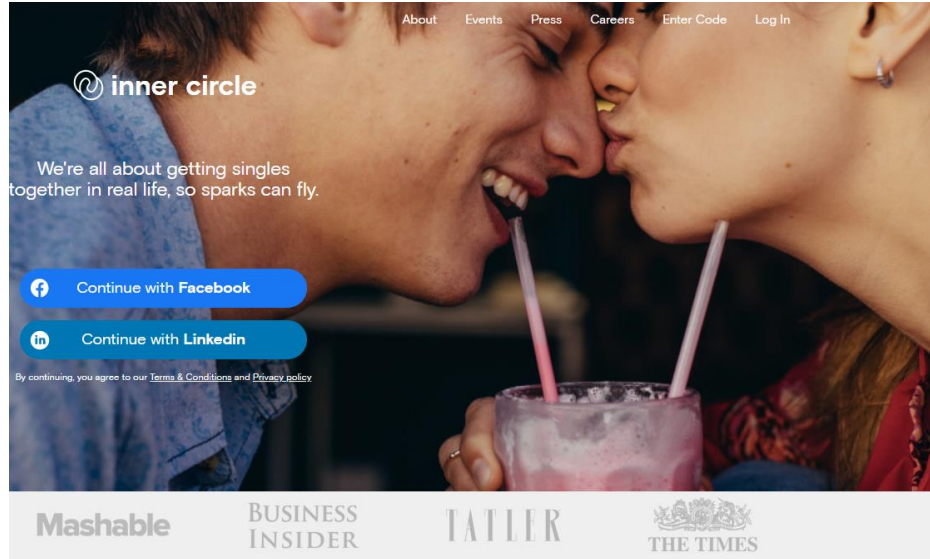 About Events Press Careers Enter Code Log In
inner circle
We're all about getting singles
together in real life, so sparks can fly.
Continue with Facebook
in Continue with Linkedin
By continuing, you agree to our Terms & Conditions and Privacy policy
Mashable
BUSINESS
INSIDER
TATLER
THE TIMES